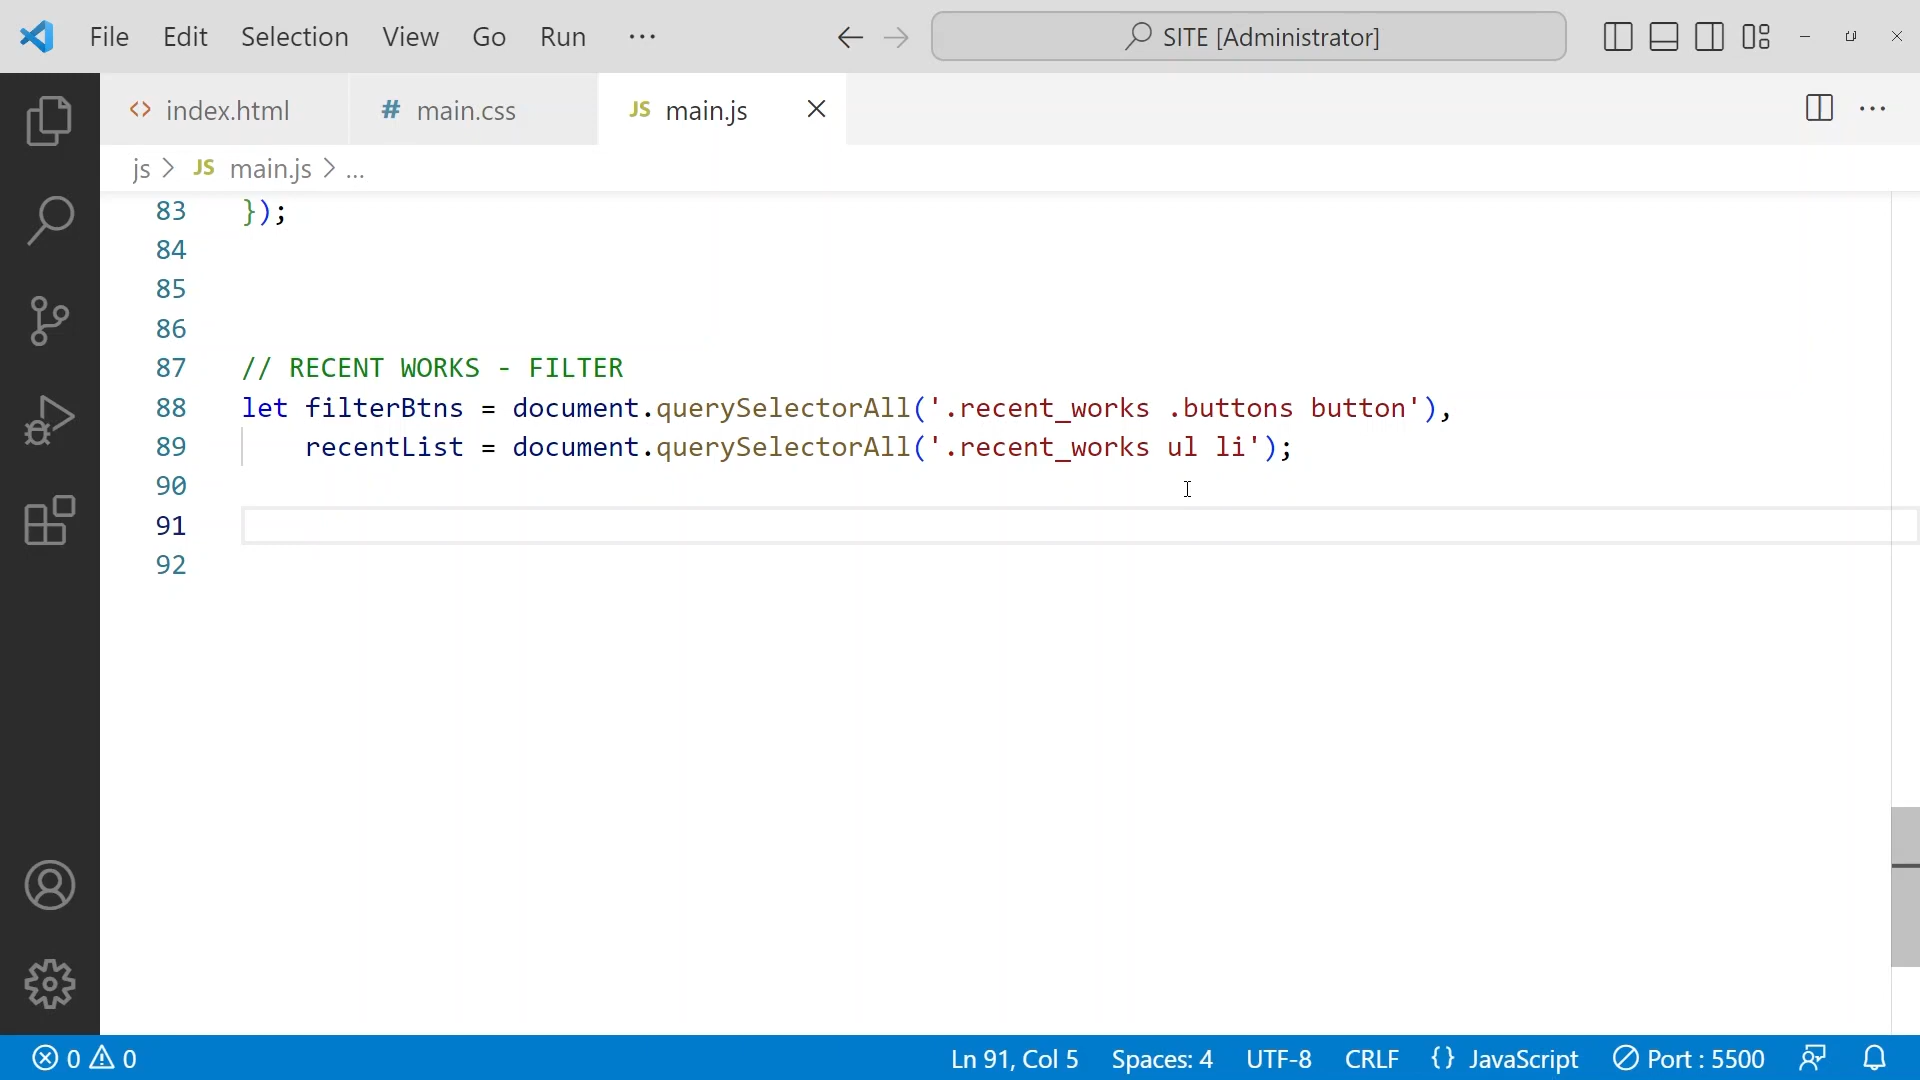 File Edit Selection View Go Run ···
SITE [Administrator]
<> index.html
# main.css
JS main.js
js > JS main.js > ...
83 });
84
85
86
87 // RECENT WORKS - FILTER
88 let filterBtns = document.querySelectorAll('.recent_works .buttons button'),
89 recentList = document.querySelectorAll('.recent_works ul li');
90
91
92
0 0
Ln 91, Col 5 Spaces: 4 UTF-8 CRLF {} JavaScript Port : 5500